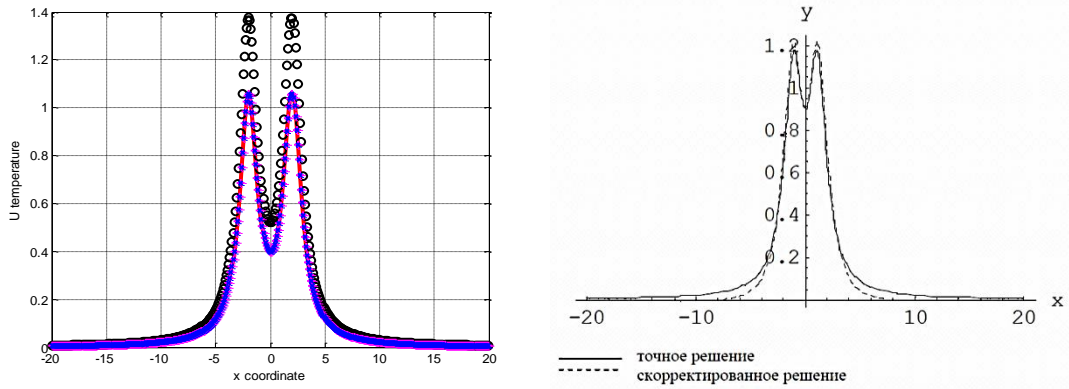 1.4
1.2
1
0.8
0.6
0.4
0.2
0
-20 -15 -10 -5 0 5 10 15 20
U temperature
x coordinate
y
1.2
1
0.8
0.6
0.4
0.2
-20 -10 10 20 x
точное решение
скорректированное решение